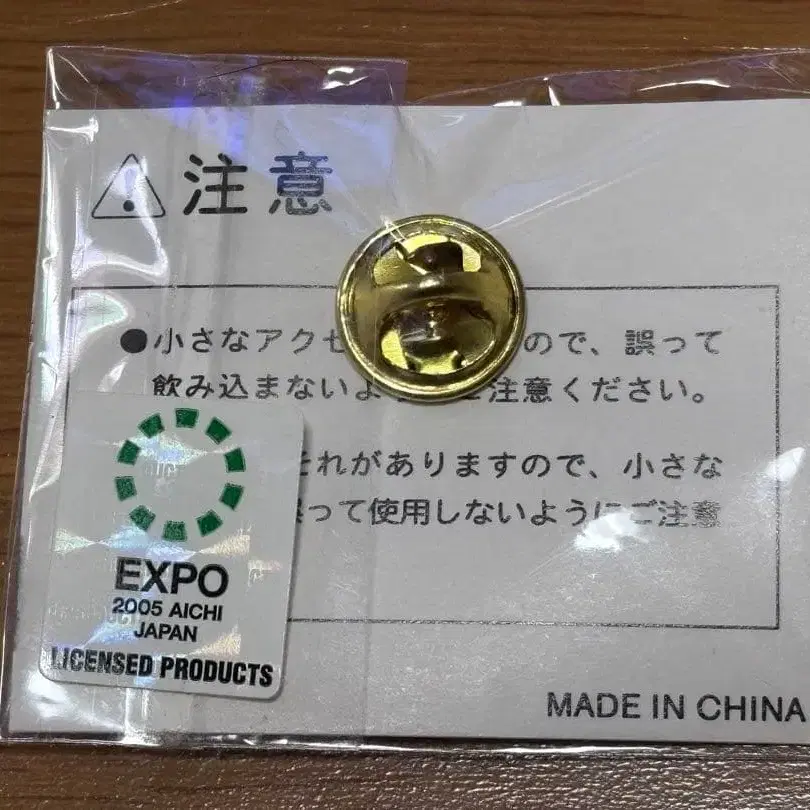 注意
●小さなアクセ ので、誤って
飲み込まないよ ご注意ください。
それがありますので、小さな
誤って使用しないようにご注意
EXPO
2005 AICHI
JAPAN
LICENSED PRODUCTS
MADE IN CHINA